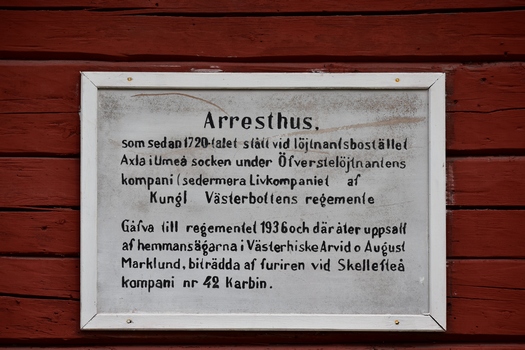 Arresthus.
som sedan 1720-talet stått vid löjtnantsbostället
Axla i Umeå socken under Öfverstelöjtnantens
kompani (sedermera Livkompaniet af
Kungl Västerbottens regemente
Gåfva till regementet 1936 och där åter uppsatt
af hemmansägarna i Västerhiske Arvid o August
Marklund, biträdda af furiren vid Skellefteå
kompani nr 42 Karbin.